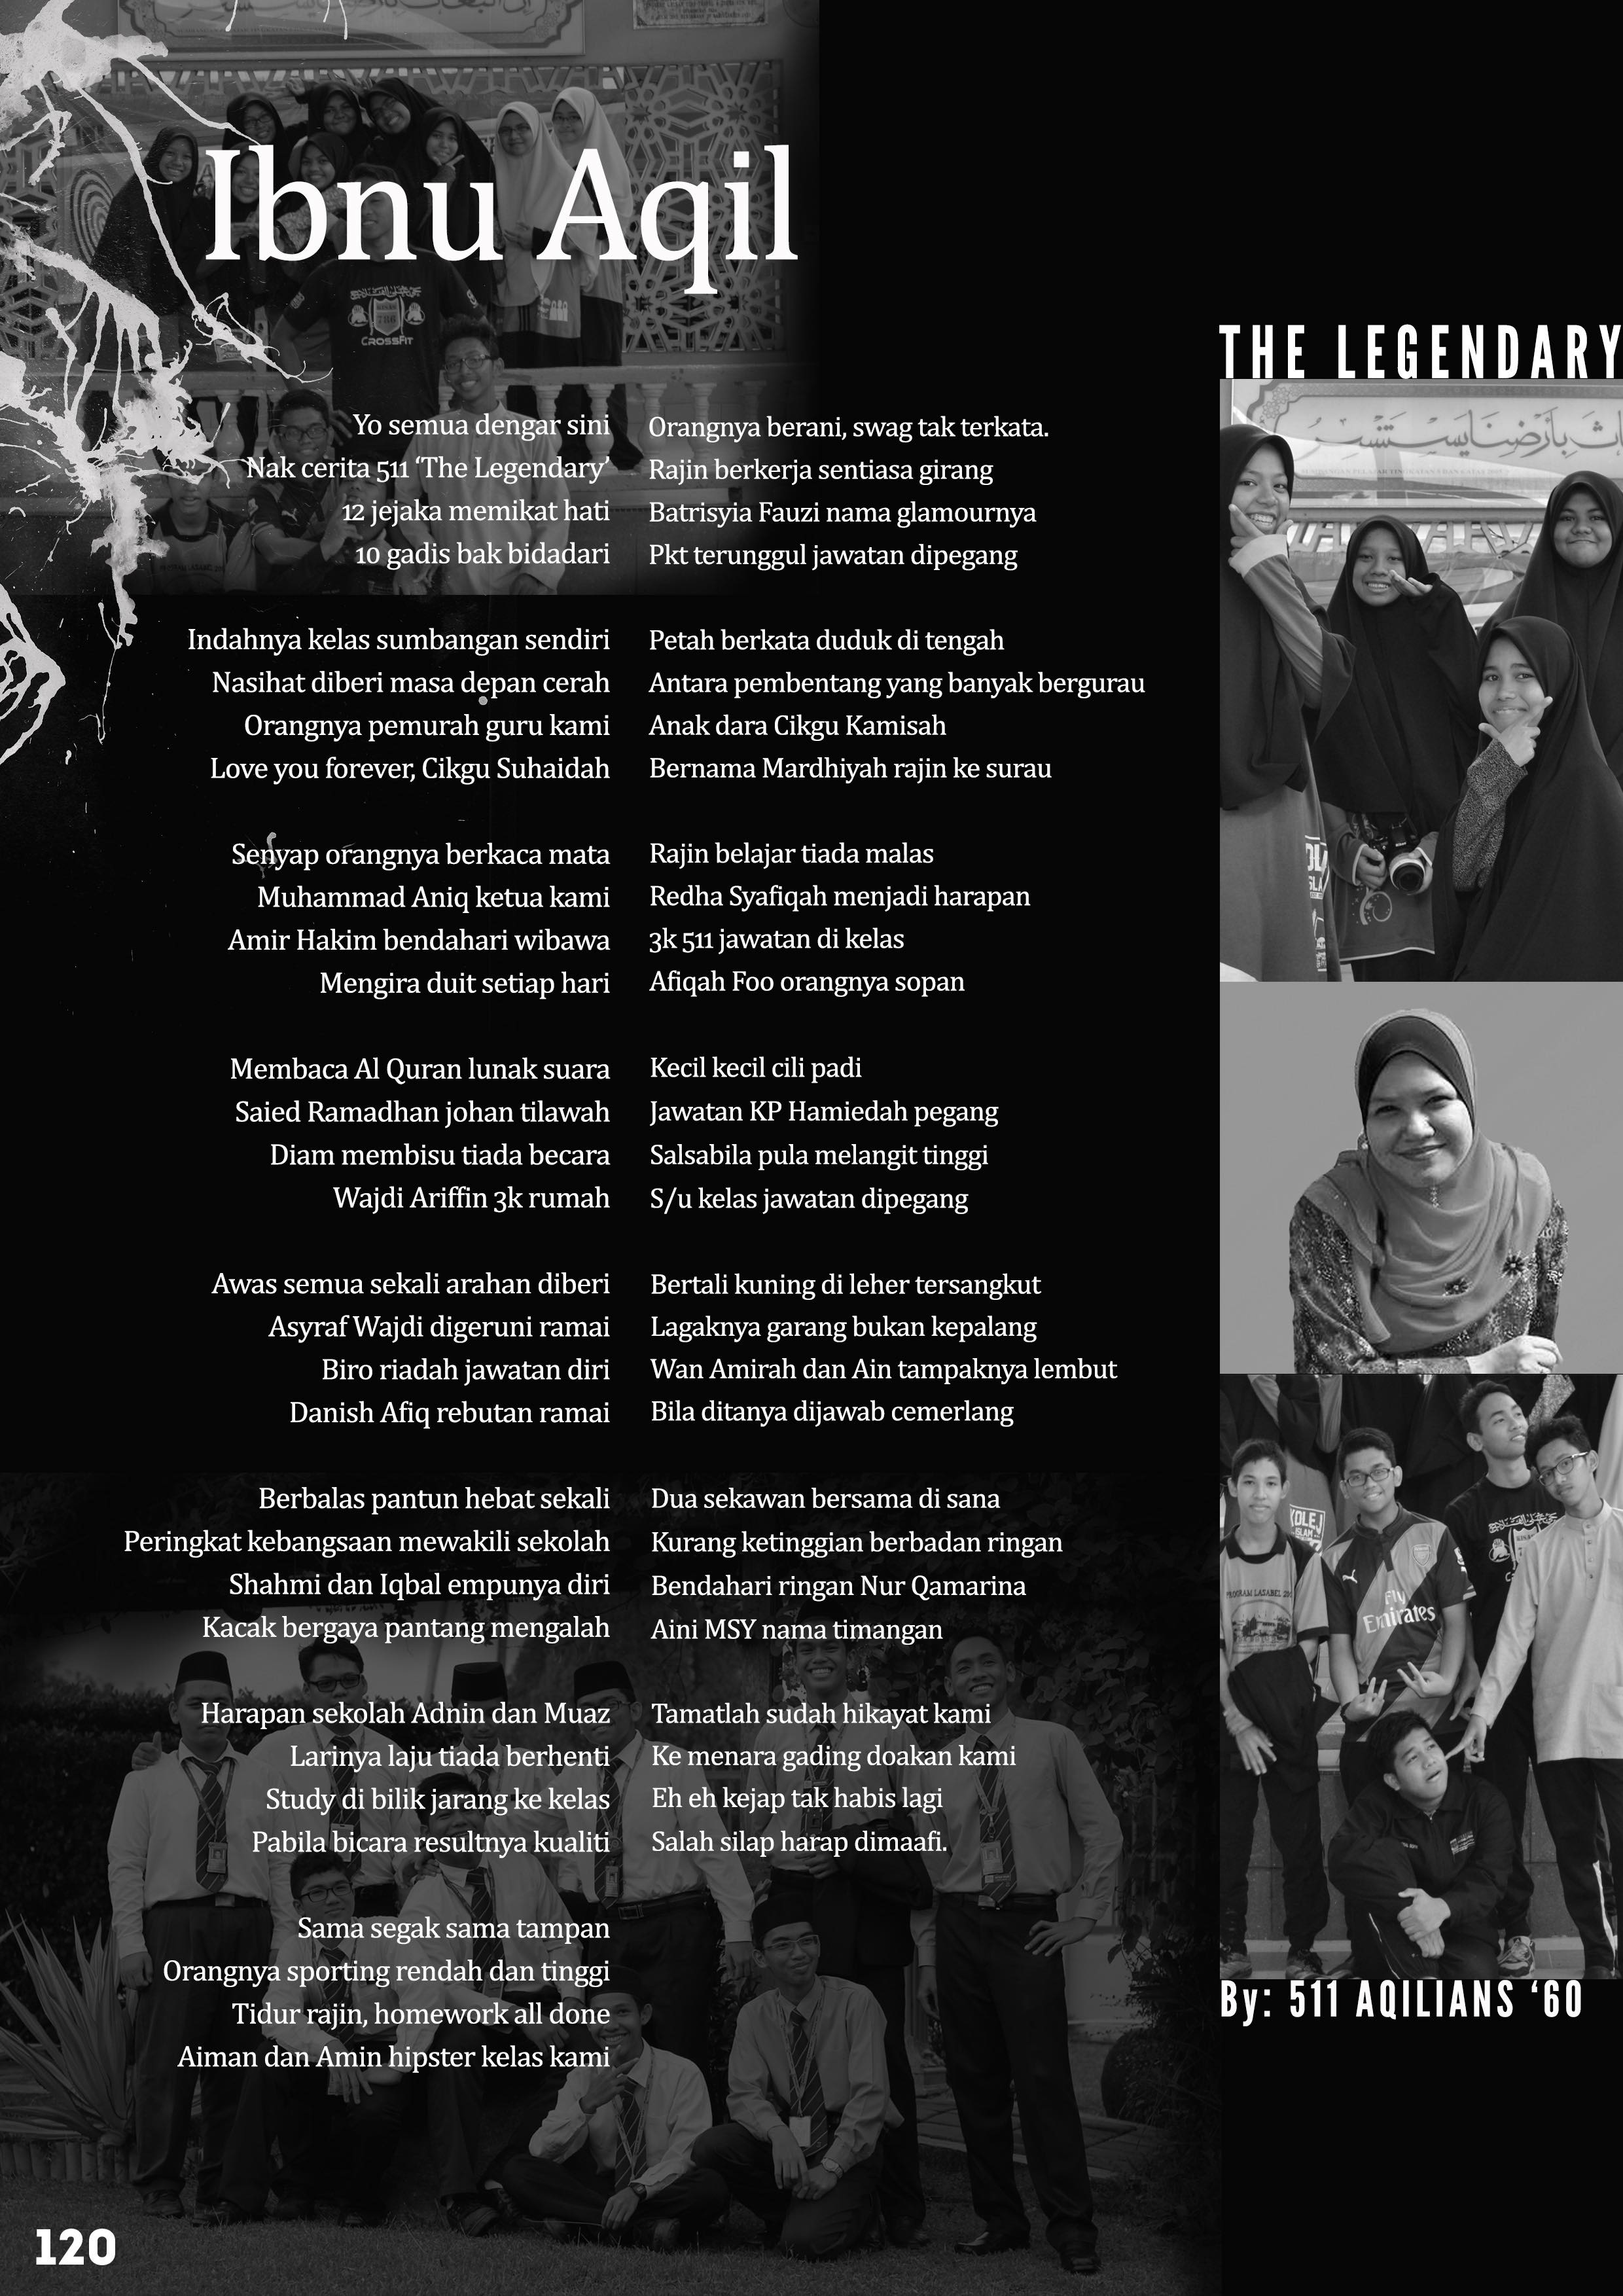 Ibnu Aqil
THE LEGENDARY
Yo semua dengar sini
Nak cerita 511 ‘The Legendary’
12 jejaka memikat hati
10 gadis bak bidadari
Indahnya kelas sumbangan sendiri
Nasihat diberi masa depan cerah
Orangnya pemurah guru kami
Love you forever, Cikgu Suhaidah
Senyap orangnya berkaca mata
Muhammad Aniq ketua kami
Amir Hakim bendahari wibawa
Mengira duit setiap hari
Membaca Al Quran lunak suara
Saied Ramadhan johan tilawah
Diam membisu tiada becara
Wajdi Ariffin 3k rumah
Awas semua sekali arahan diberi
Asyraf Wajdi digeruni ramai
Biro riadah jawatan diri
Danish Afiq rebutan ramai
Berbalas pantun hebat sekali
Peringkat kebangsaan mewakili sekolah
Shahmi dan Iqbal empunya diri
Kacak bergaya pantang mengalah
Harapan sekolah Adnin dan Muaz
Larinya laju tiada berhenti
Study di bilik jarang ke kelas
Pabila bicara resultnya kualiti
Sama segak sama tampan
Orangnya sporting rendah dan tinggi
Tidur rajin, homework all done
Aiman dan Amin hipster kelas kami
Orangnya berani, swag tak terkata.
Rajin berkerja sentiasa girang
Batrisyia Fauzi nama glamournya
Pkt terunggul jawatan dipegang
Petah berkata duduk di tengah
Antara pembentang yang banyak bergurau
Anak dara Cikgu Kamisah
Bernama Mardhiyah rajin ke surau
Rajin belajar tiada malas
Redha Syafiqah menjadi harapan
3k 511 jawatan di kelas
Afiqah Foo orangnya sopan
Kecil kecil cili padi
Jawatan KP Hamiedah pegang
Salsabila pula melangit tinggi
S/u kelas jawatan dipegang
Bertali kuning di leher tersangkut
Lagaknya garang bukan kepalang
Wan Amirah dan Ain tampaknya lembut
Bila ditanya dijawab cemerlang
Dua sekawan bersama di sana
Kurang ketinggian berbadan ringan
Bendahari ringan Nur Qamarina
Aini MSY nama timangan
Tamatlah sudah hikayat kami
Ke menara gading doakan kami
Eh eh kejap tak habis lagi
Salah silap harap dimaafi.
CROSSFIT
KOLEJ
ISLAM
PROGRAM LASABEL
Fly
Emirates
By: 511 AQILIANS ‘60
120